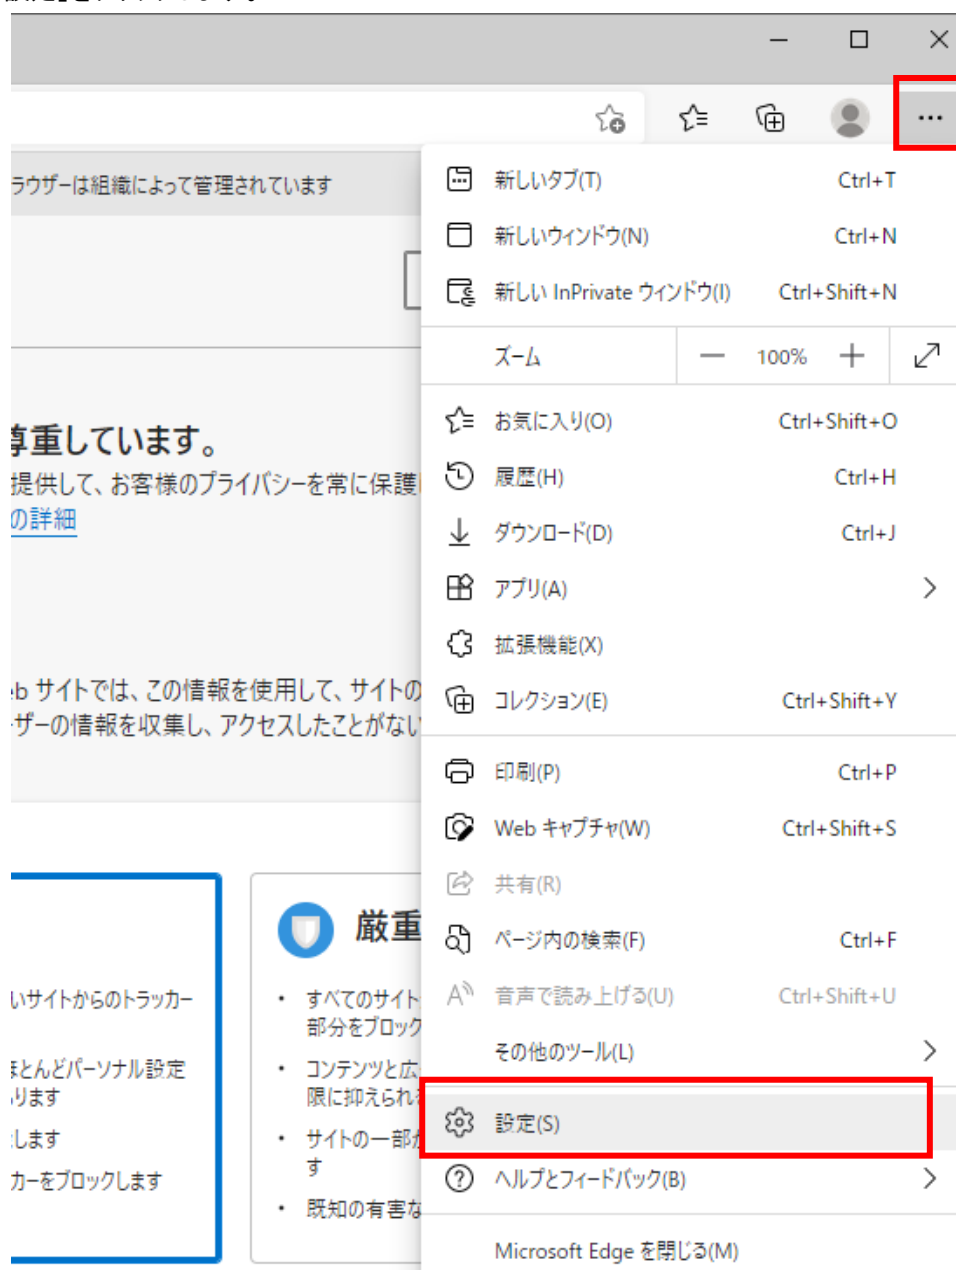 ラウザーは組織によって管理されています
新しいタブ(T) Ctrl+T
新しいウィンドウ(N) Ctrl+N
新しい InPrivate ウィンドウ(I) Ctrl+Shift+N
ズーム 100%
お気に入り(O) Ctrl+Shift+O
履歴(H) Ctrl+H
ダウンロード(D) Ctrl+J
アプリ(A)
拡張機能(X)
コレクション(E) Ctrl+Shift+Y
印刷(P) Ctrl+P
Web キャプチャ(W) Ctrl+Shift+S
共有(R)
ページ内の検索(F) Ctrl+F
音声で読み上げる(U) Ctrl+Shift+U
その他のツール(L)
設定(S)
ヘルプとフィードバック(B)
Microsoft Edge を閉じる(M)
尊重しています。
提供して、お客様のプライバシーを常に保護
の詳細
eb サイトでは、この情報を使用して、サイトの
ザーの情報を収集し、アクセスしたことがない
いサイトからのトラッカー
ほとんどパーソナル設定
ります
します
カーをブロックします
厳重
• すべてのサイト
部分をブロック
• コンテンツと広
限に抑えられ
• サイトの一部が
す
• 既知の有害な